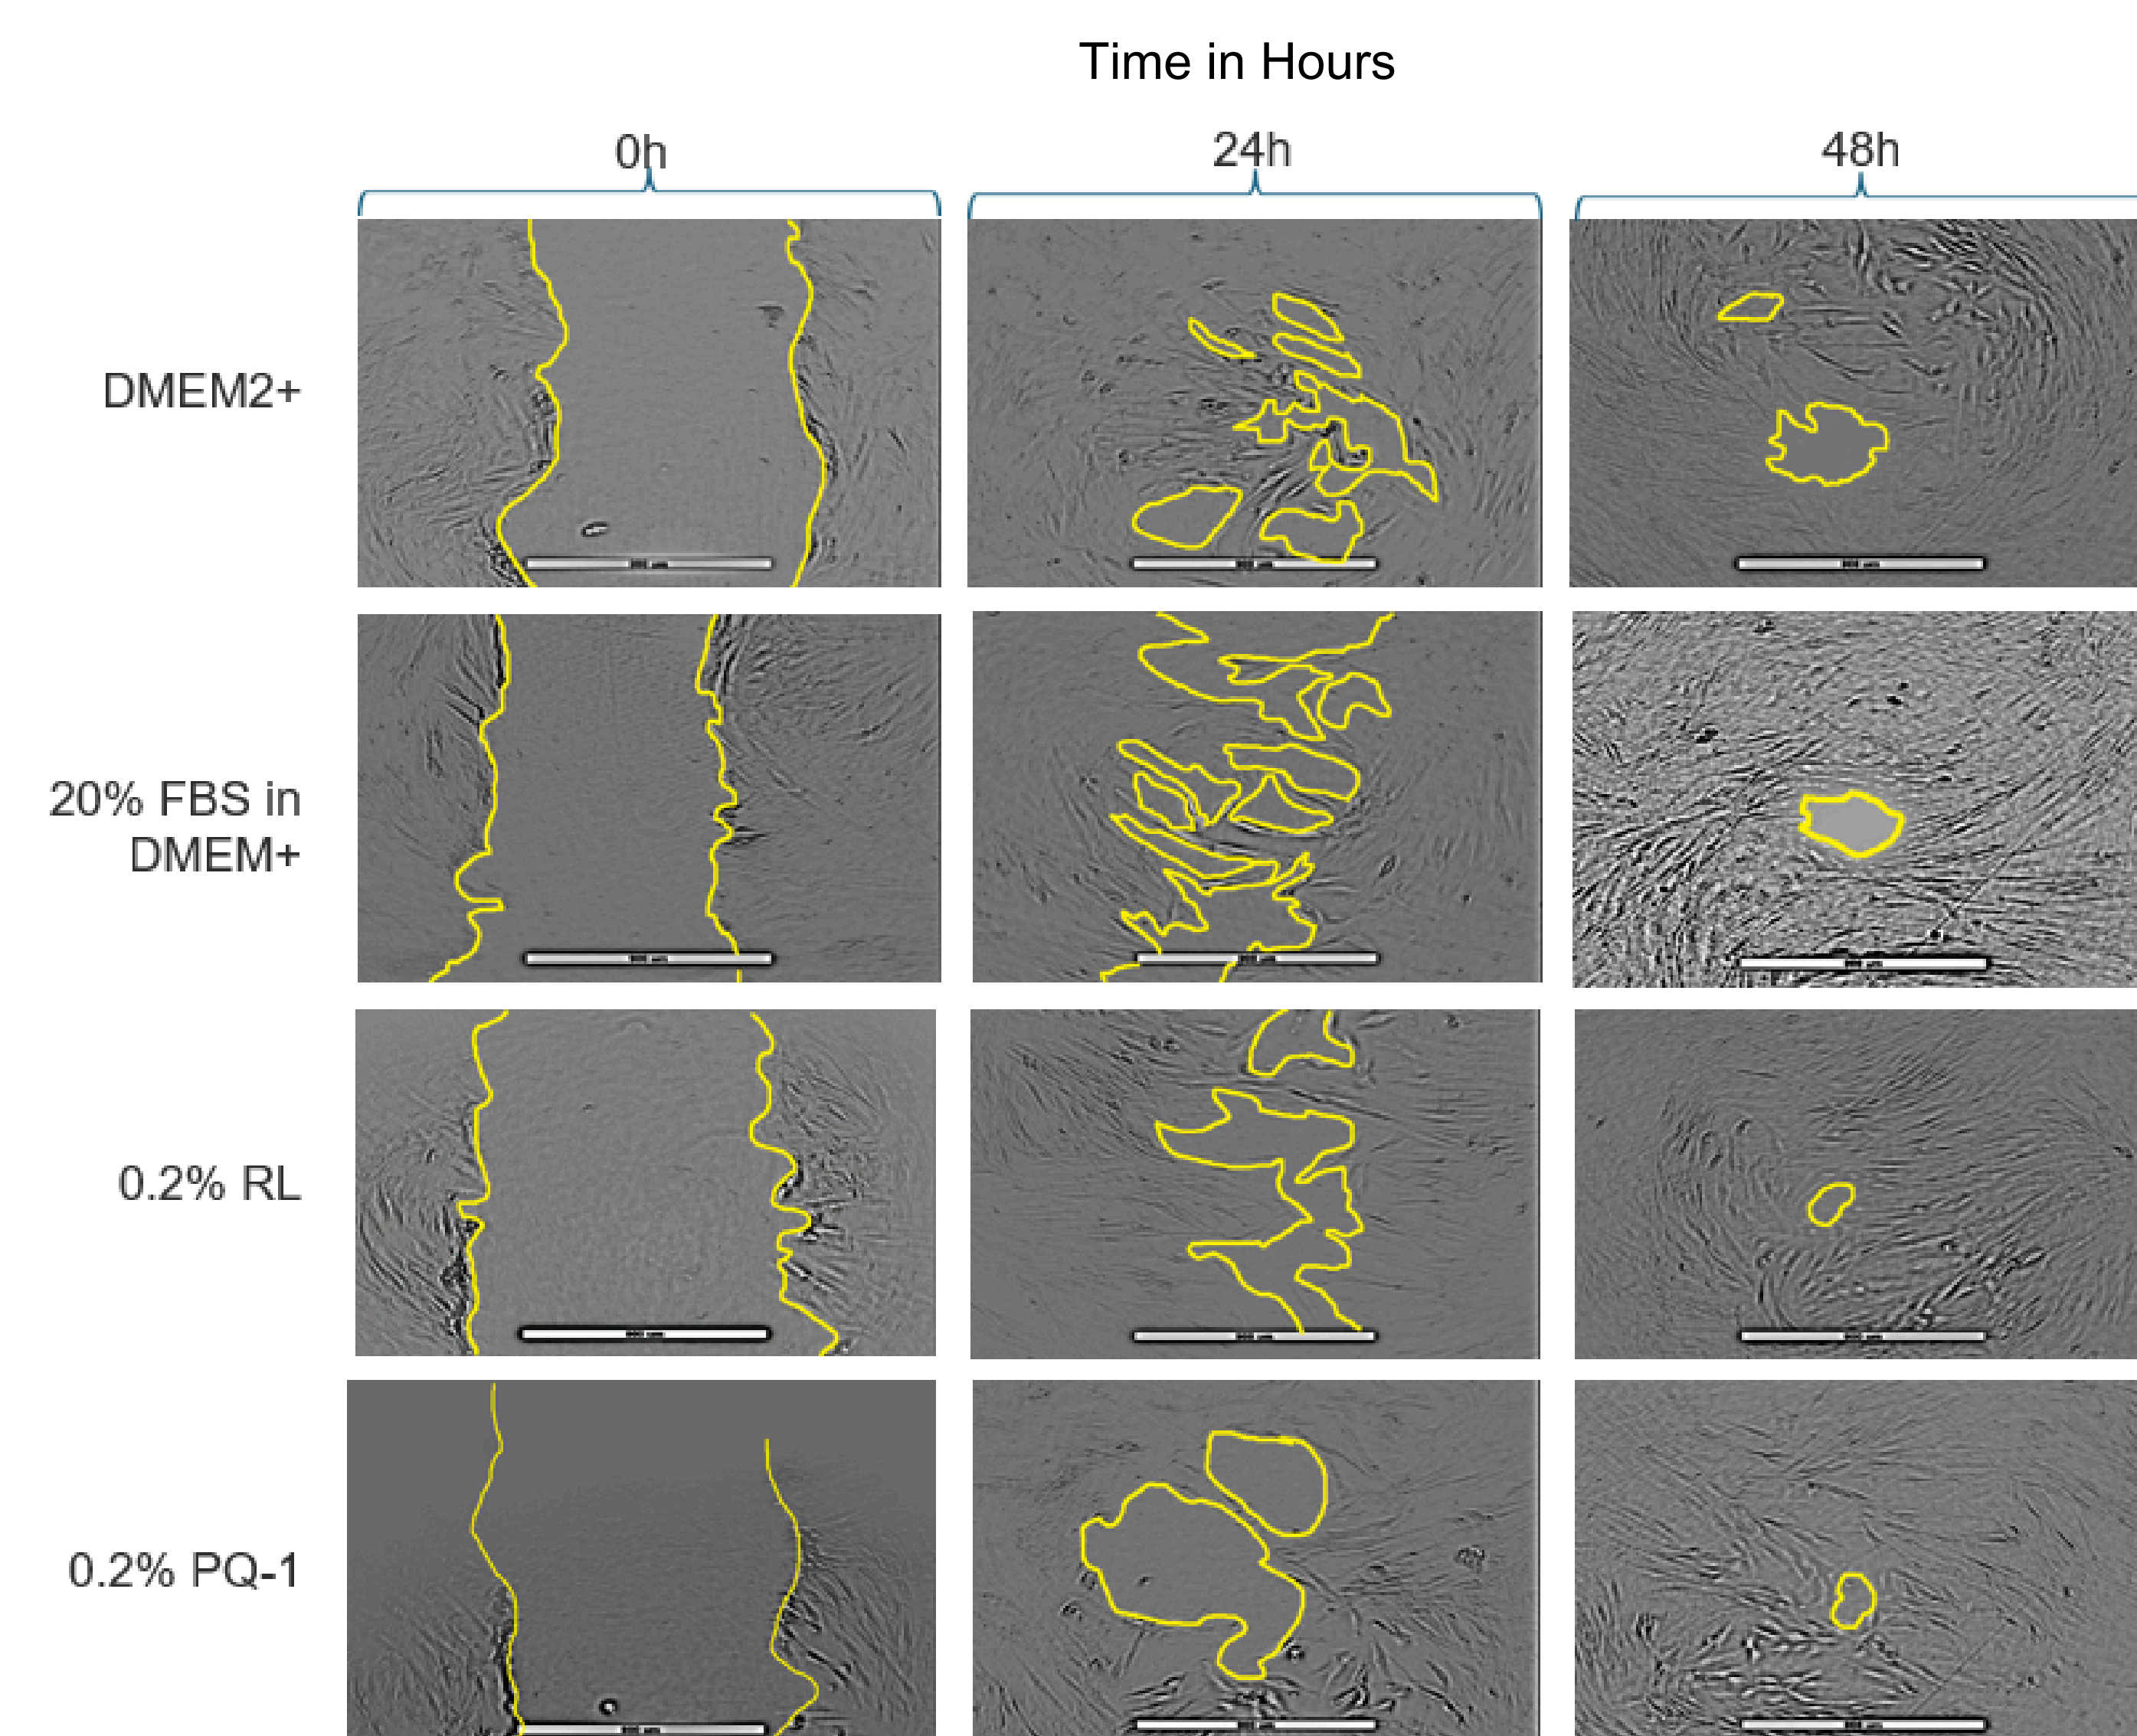 Time in Hours
0h
24h
48h
DMEM2+
20% FBS in
DMEM+
0.2% RL
0.2% PQ-1